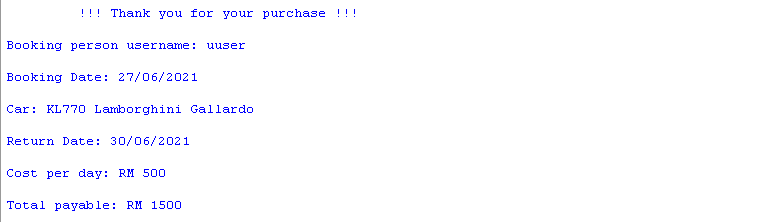 !!! Thank you for your purchase !!!
Booking person username: uuser
Booking Date: 27/06/2021
Car: KL770 Lamborghini Gallardo
Return Date: 30/06/2021
Cost per day: RM 500
Total payable: RM 1500